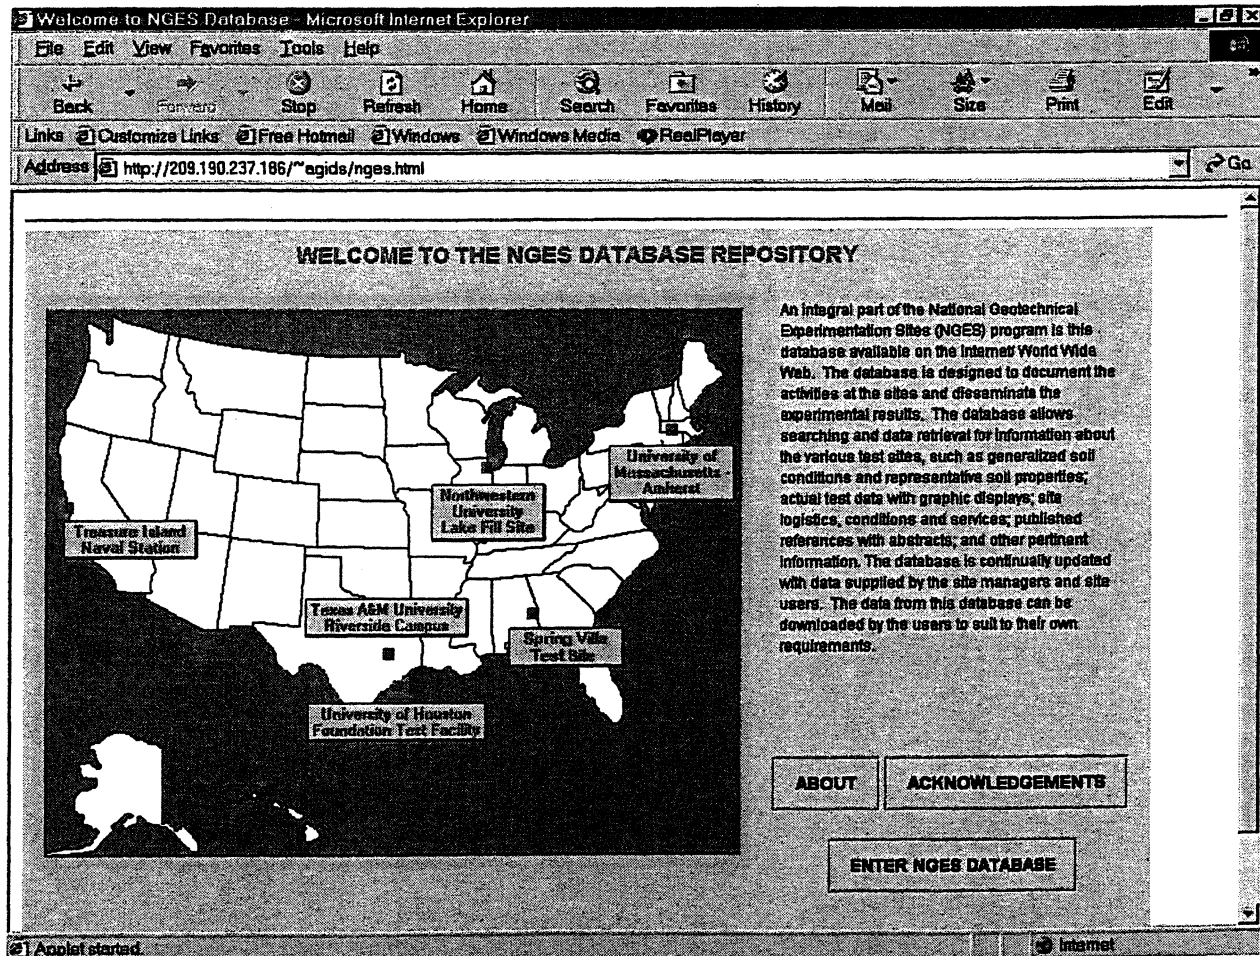 Welcome to NGES Database - Microsoft Internet Explorer
File Edit View Favorites Tools Help
Back Forward Stop Refresh Home Search Favorites History Mail Size Print Edit
Links Customize Links Free Hotmail Windows Windows Media RealPlayer
Address http://209.190.237.186/~agids/nges.html Go
WELCOME TO THE NGES DATABASE REPOSITORY
University of
Massachusetts -
Amherst
Northwestern
University
Lake Fill Site
Treasure Island
Naval Station
Texas A&M University
Riverside Campus
Spring Villa
Test Site
University of Houston
Foundation Test Facility
An integral part of the National Geotechnical
Experimentation Sites (NGES) program is this
database available on the Internet World Wide
Web. The database is designed to document the
activities at the sites and disseminate the
experimental results. The database allows
searching and data retrieval for information about
the various test sites, such as generalized soil
conditions and representative soil properties;
actual test data with graphic displays; site
logistics, conditions and services; published
references with abstracts; and other pertinent
information. The database is continually updated
with data supplied by the site managers and site
users. The data from this database can be
downloaded by the users to suit to their own
requirements.
ABOUT
ACKNOWLEDGEMENTS
ENTER NGES DATABASE
Applet started.
Internet